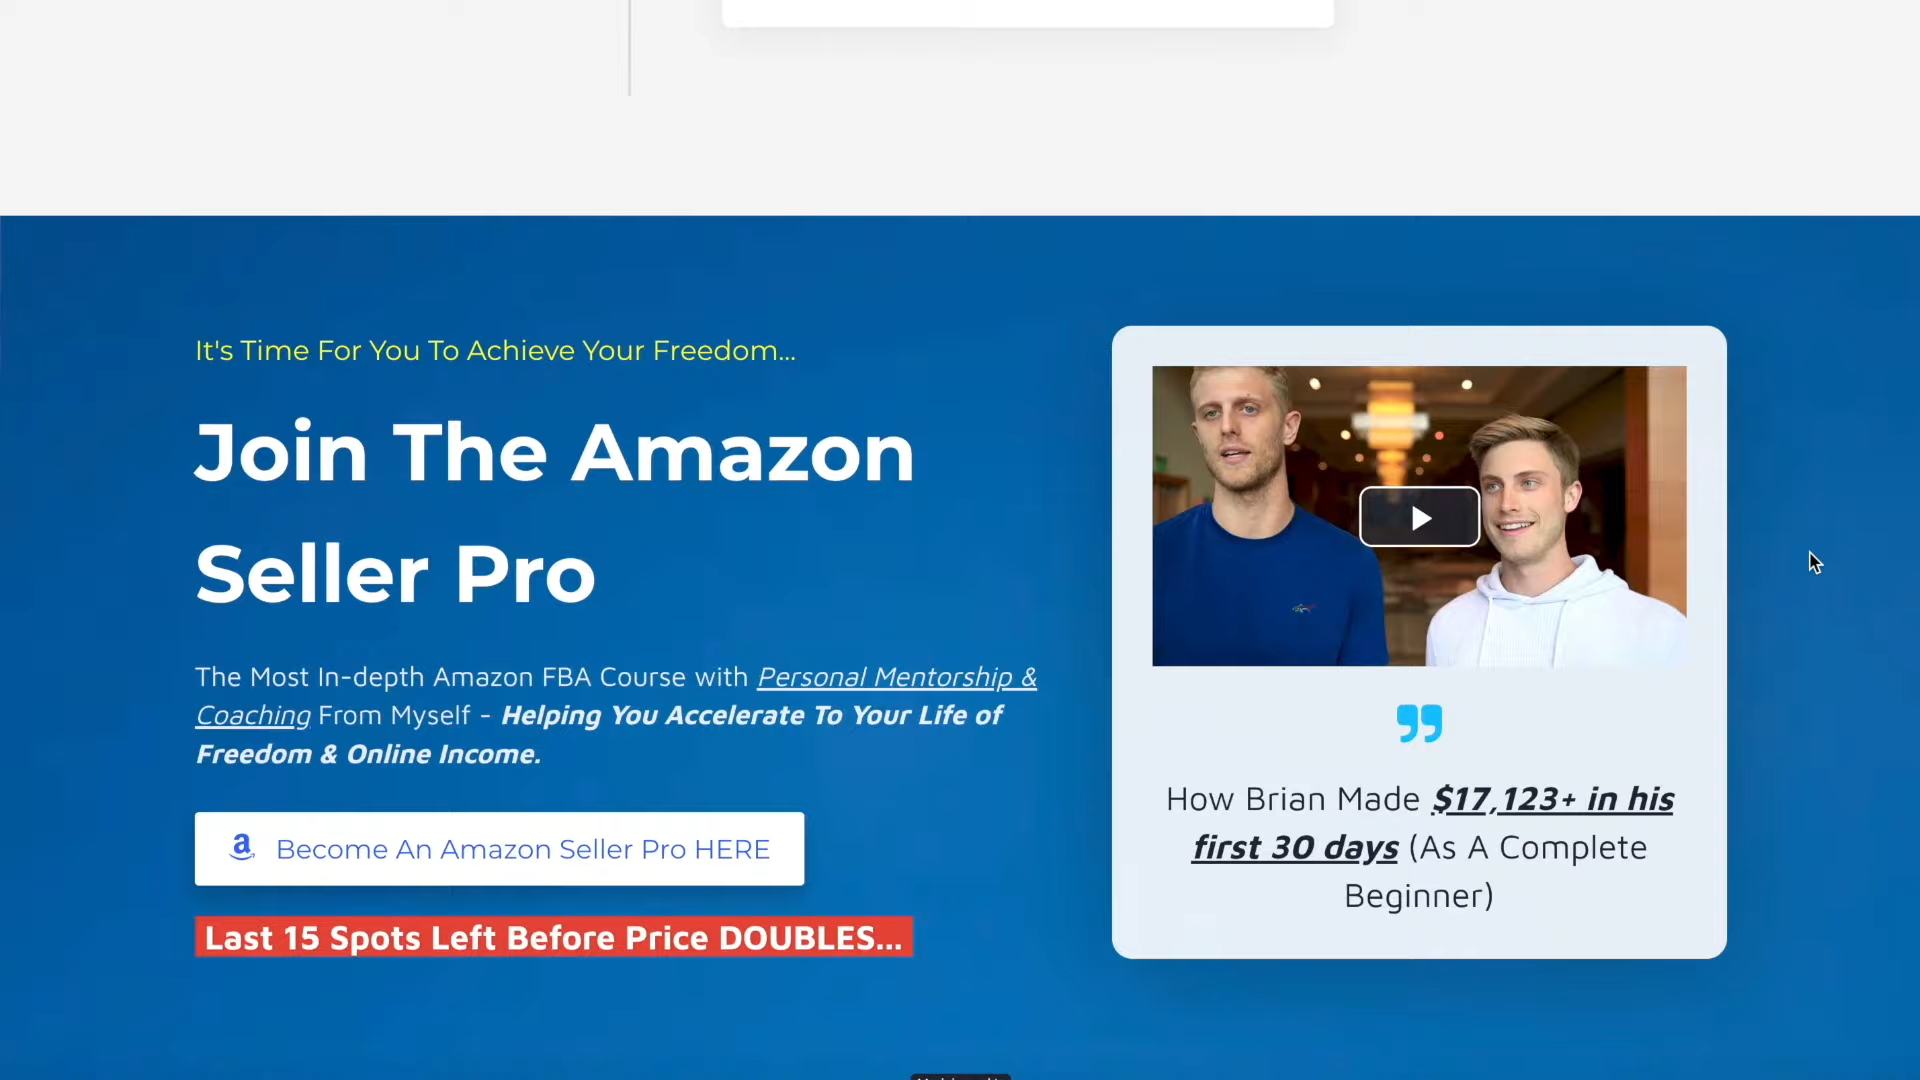 It's Time For You To Achieve Your Freedom...
Join The Amazon
Seller Pro
The Most In-depth Amazon FBA Course with Personal Mentorship &
Coaching From Myself - Helping You Accelerate To Your Life of
Freedom & Online Income.
a Become An Amazon Seller Pro HERE
Last 15 Spots Left Before Price DOUBLES...
How Brian Made $17,123+ in his
first 30 days (As A Complete
Beginner)